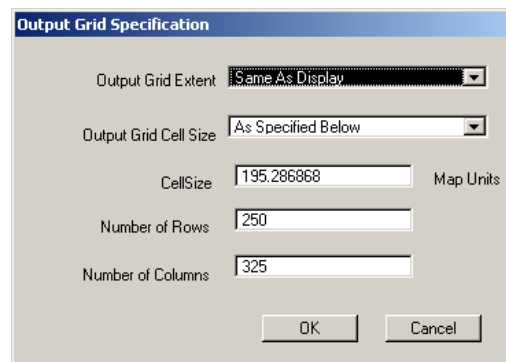 Output Grid Specification
Output Grid Extent Same As Display
Output Grid Cell Size As Specified Below
CellSize 195.286868 Map Units
Number of Rows 250
Number of Columns 325
OK Cancel